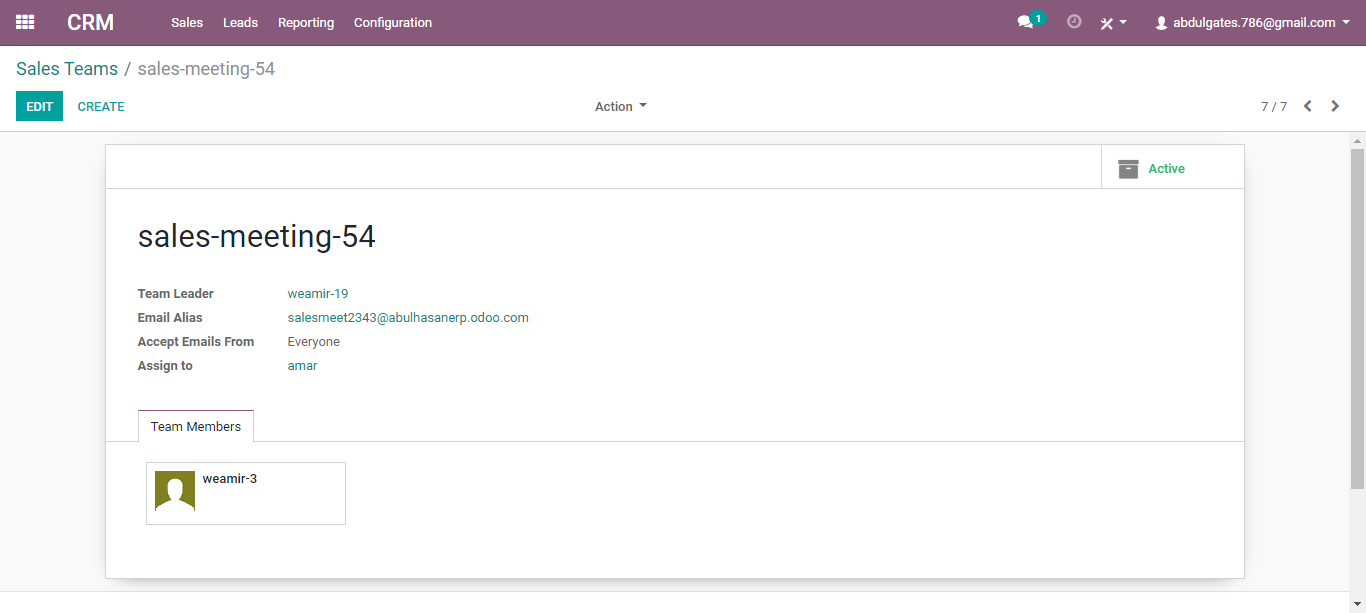 CRM Sales Leads Reporting Configuration 1 abdulgates.786@gmail.com
Sales Teams / sales-meeting-54
EDIT CREATE Action 7 / 7
Active
sales-meeting-54
Team Leader weamir-19
Email Alias salesmeet2343@abulhasanerp.odoo.com
Accept Emails From Everyone
Assign to amar
Team Members
weamir-3